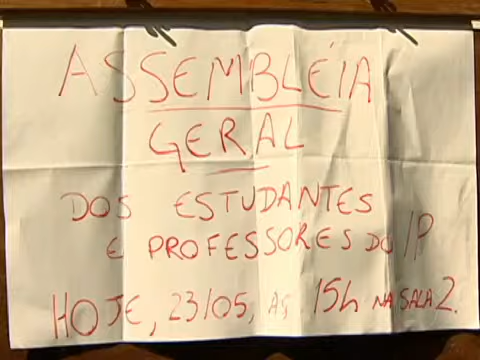 ASSEMBLÉIA
GERAL
DOS ESTUDANTES
E PROFESSORES DO IP
HOJE, 23/05, ÀS 15h NA SALA 2.